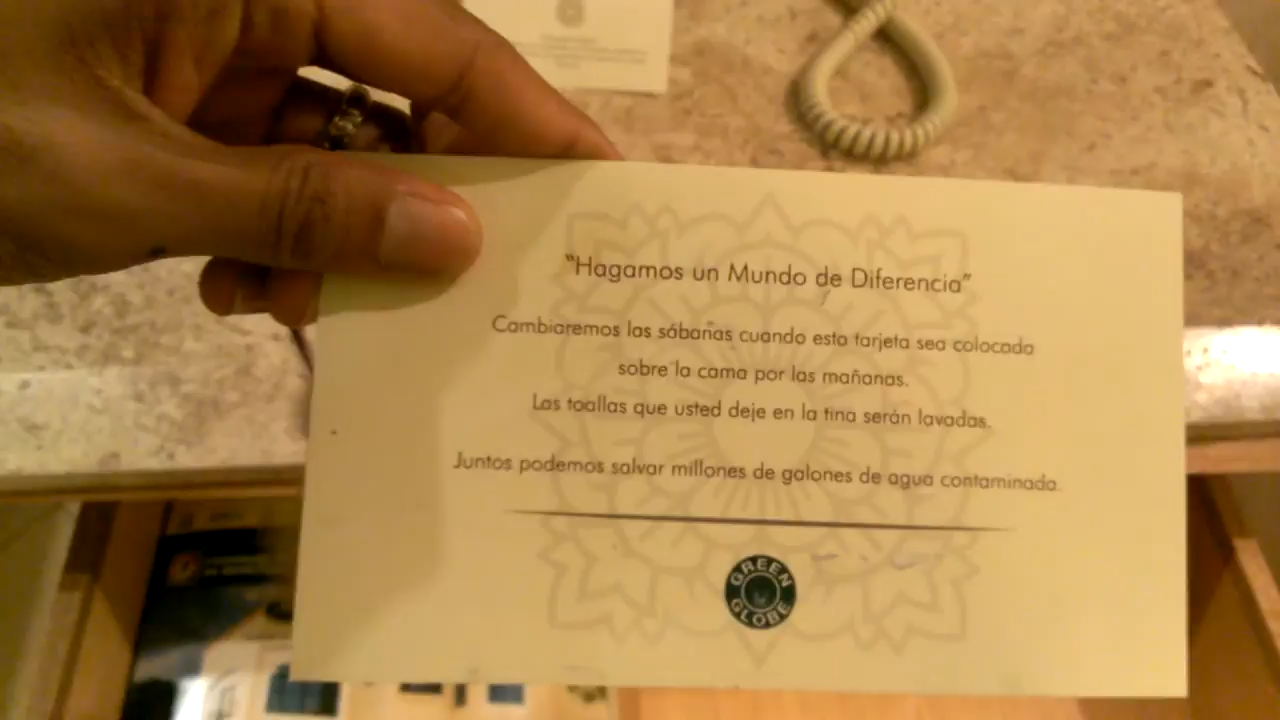 "Hagamos un Mundo de Diferencia"
Cambiaremos las sábanas cuando esta tarjeta sea colocada
sobre la cama por las mañanas.
Las toallas que usted deje en la tina serán lavadas.
Juntos podemos salvar millones de galones de agua contaminada.
GREEN
GLOBE